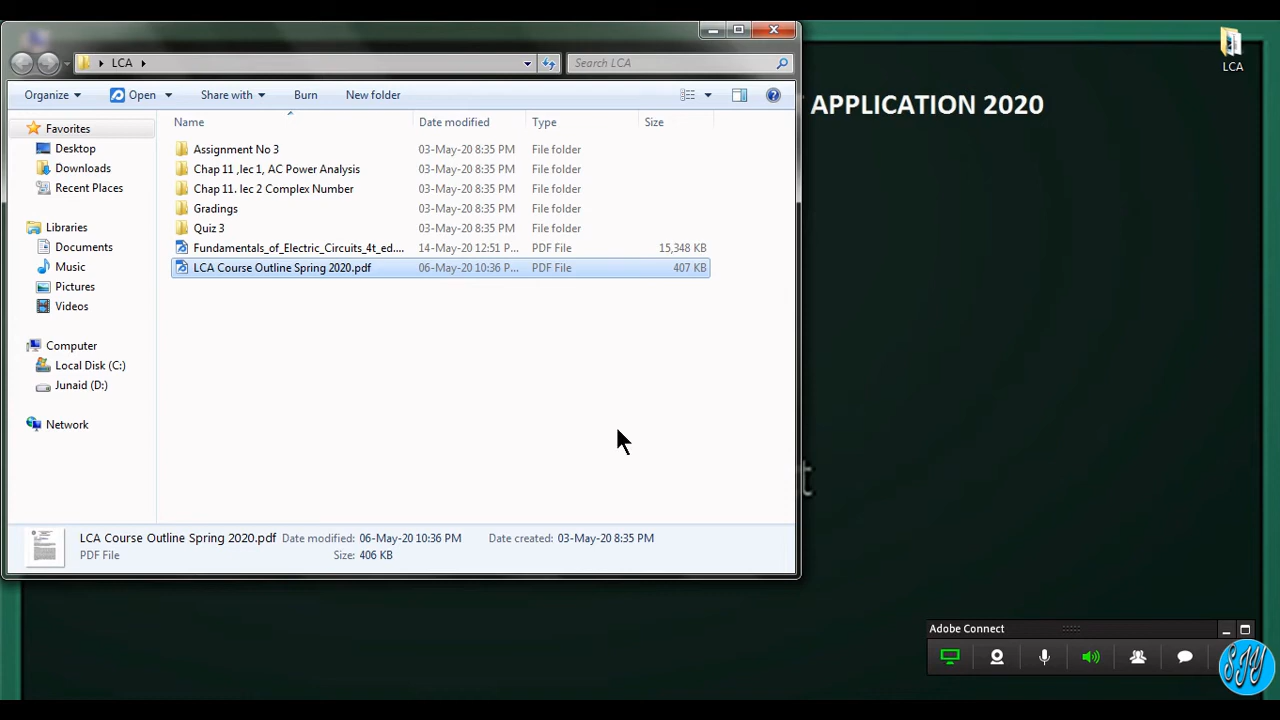 LCA
Search LCA
Organize
Open
Share with
Burn
New folder
Name
Date modified
Type
Size
Favorites
Desktop
Downloads
Recent Places
Libraries
Documents
Music
Pictures
Videos
Computer
Local Disk (C:)
Junaid (D:)
Network
Assignment No 3 03-May-20 8:35 PM File folder
Chap 11 ,lec 1, AC Power Analysis 03-May-20 8:35 PM File folder
Chap 11. lec 2 Complex Number 03-May-20 8:35 PM File folder
Gradings 03-May-20 8:35 PM File folder
Quiz 3 03-May-20 8:35 PM File folder
Fundamentals_of_Electric_Circuits_4t_ed.... 14-May-20 12:51 P... PDF File 15,348 KB
LCA Course Outline Spring 2020.pdf 06-May-20 10:36 P... PDF File 407 KB
LCA Course Outline Spring 2020.pdf Date modified: 06-May-20 10:36 PM Date created: 03-May-20 8:35 PM
PDF File Size: 406 KB
LCA
APPLICATION 2020
t
Adobe Connect
SJY